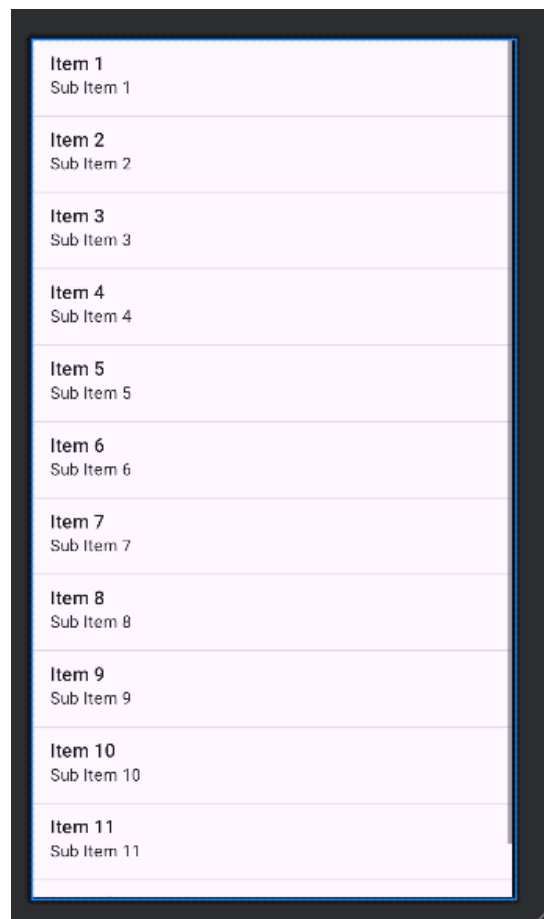 Item 1
Sub Item 1
Item 2
Sub Item 2
Item 3
Sub Item 3
Item 4
Sub Item 4
Item 5
Sub Item 5
Item 6
Sub Item 6
Item 7
Sub Item 7
Item 8
Sub Item 8
Item 9
Sub Item 9
Item 10
Sub Item 10
Item 11
Sub Item 11